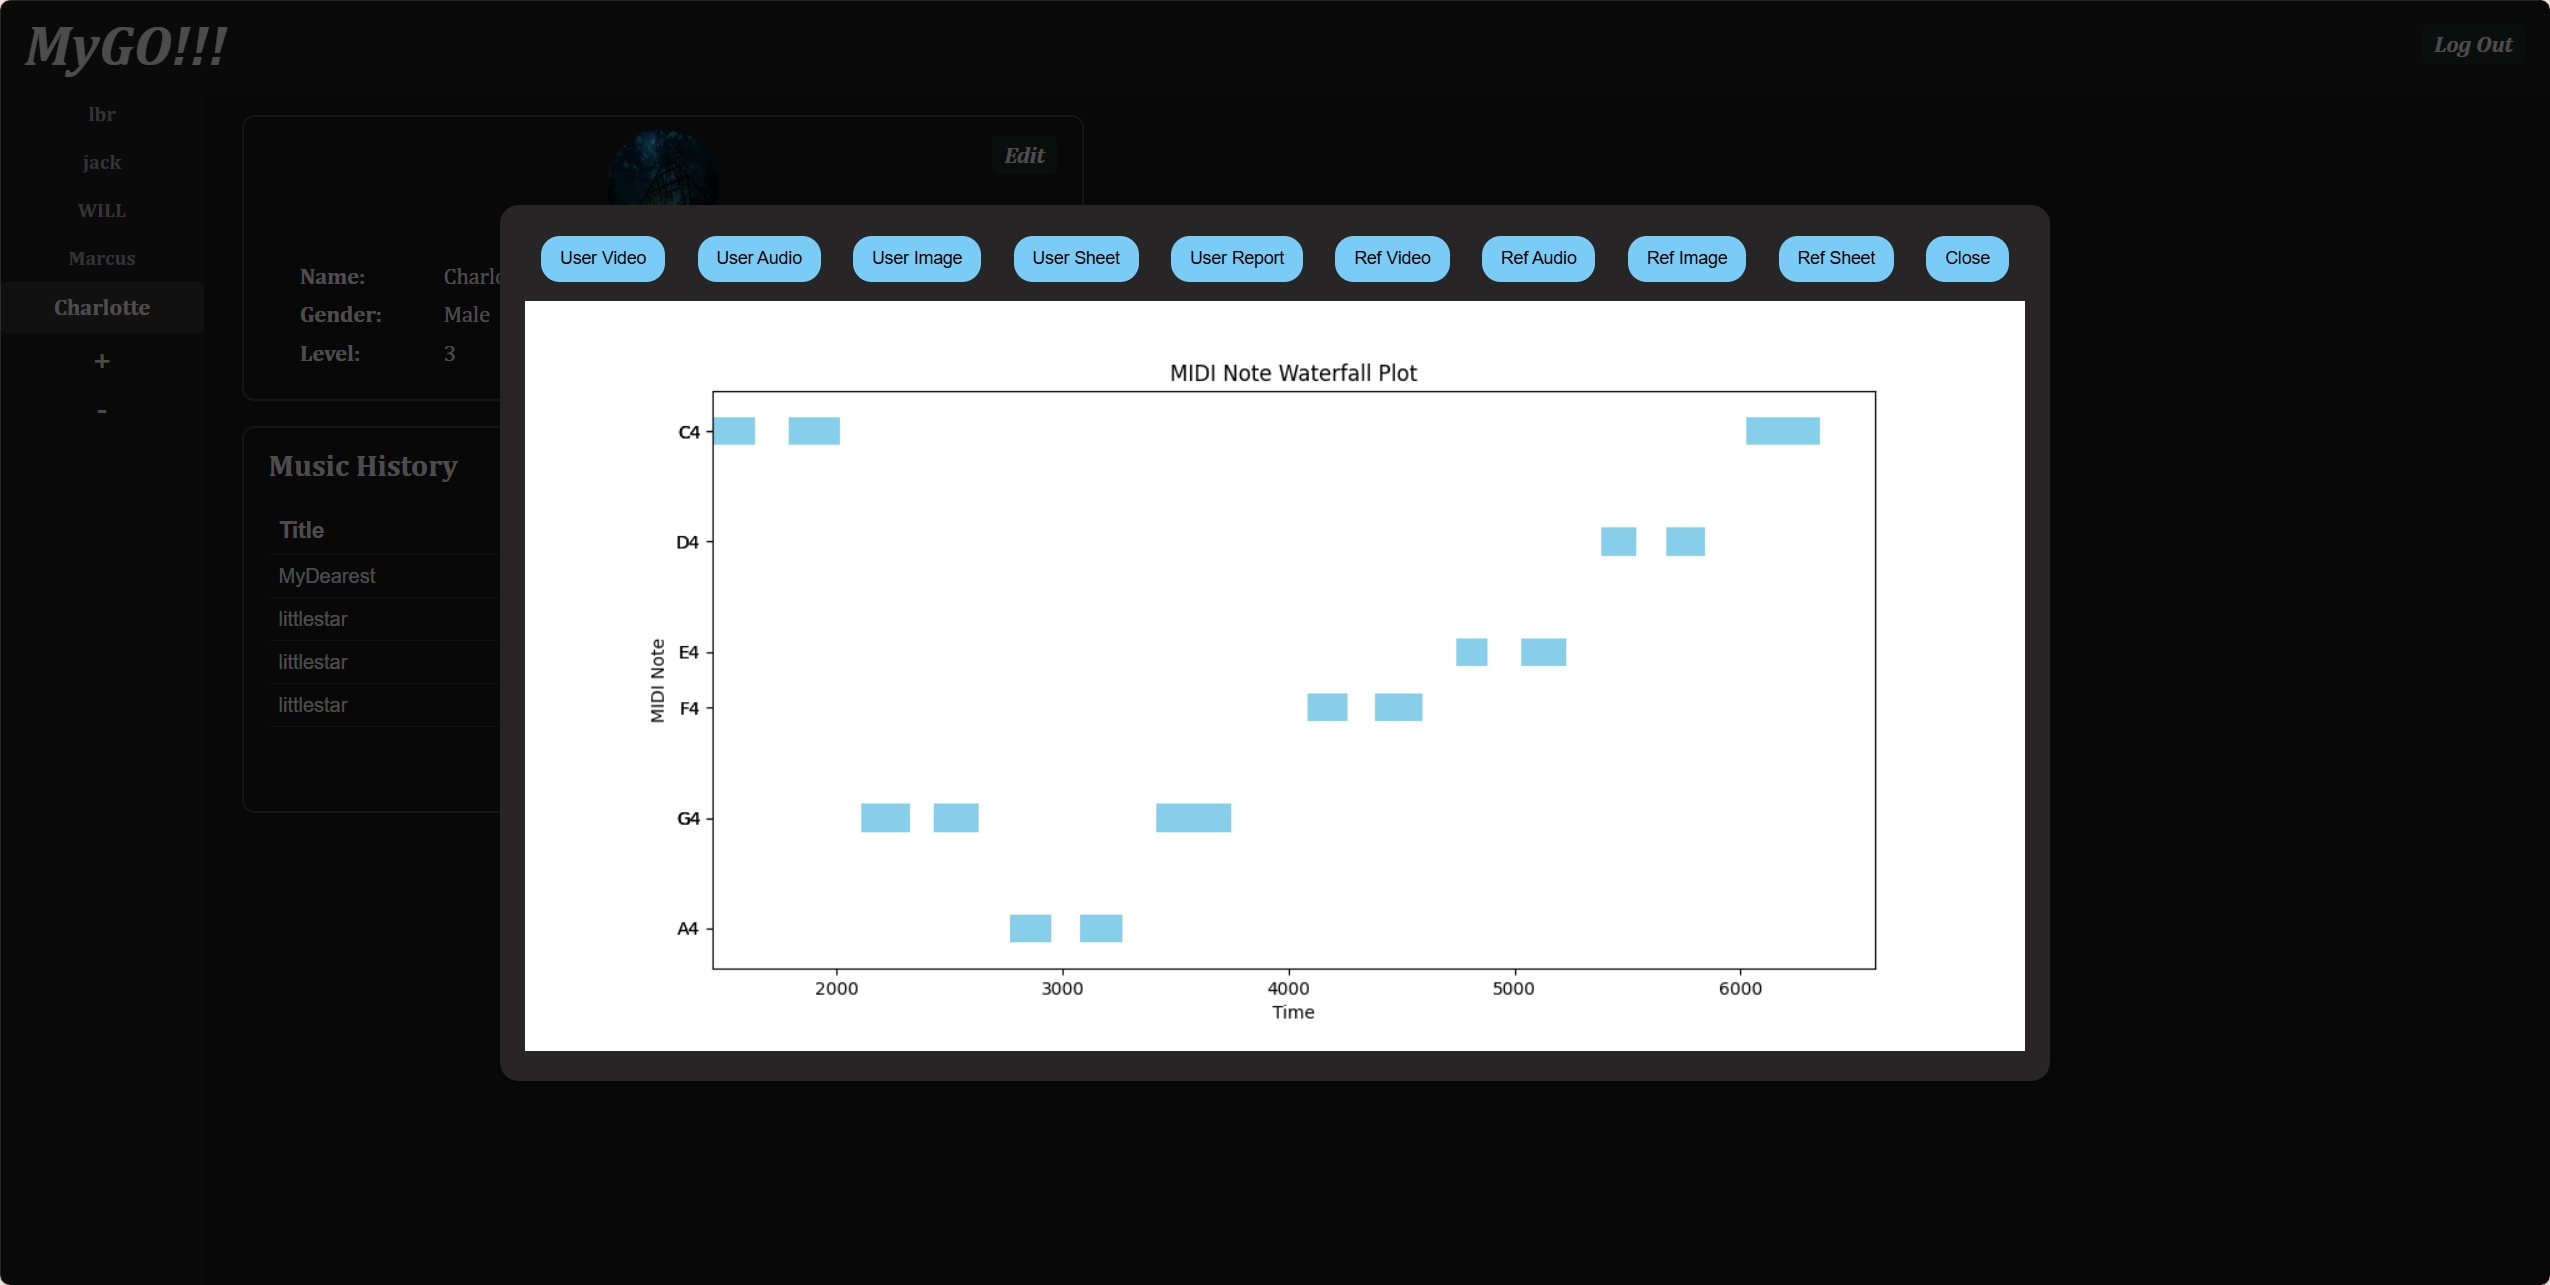 MyGO!!!
Log Out
lbr
jack
WILL
Marcus
Charlotte
+
-
Edit
Name: Charlo
Gender: Male
Level: 3
Music History
Title
MyDearest
littlestar
littlestar
littlestar
User Video User Audio User Image User Sheet User Report Ref Video Ref Audio Ref Image Ref Sheet Close
MIDI Note Waterfall Plot
MIDI Note
C4
D4
E4
F4
G4
A4
2000 3000 4000 5000 6000
Time